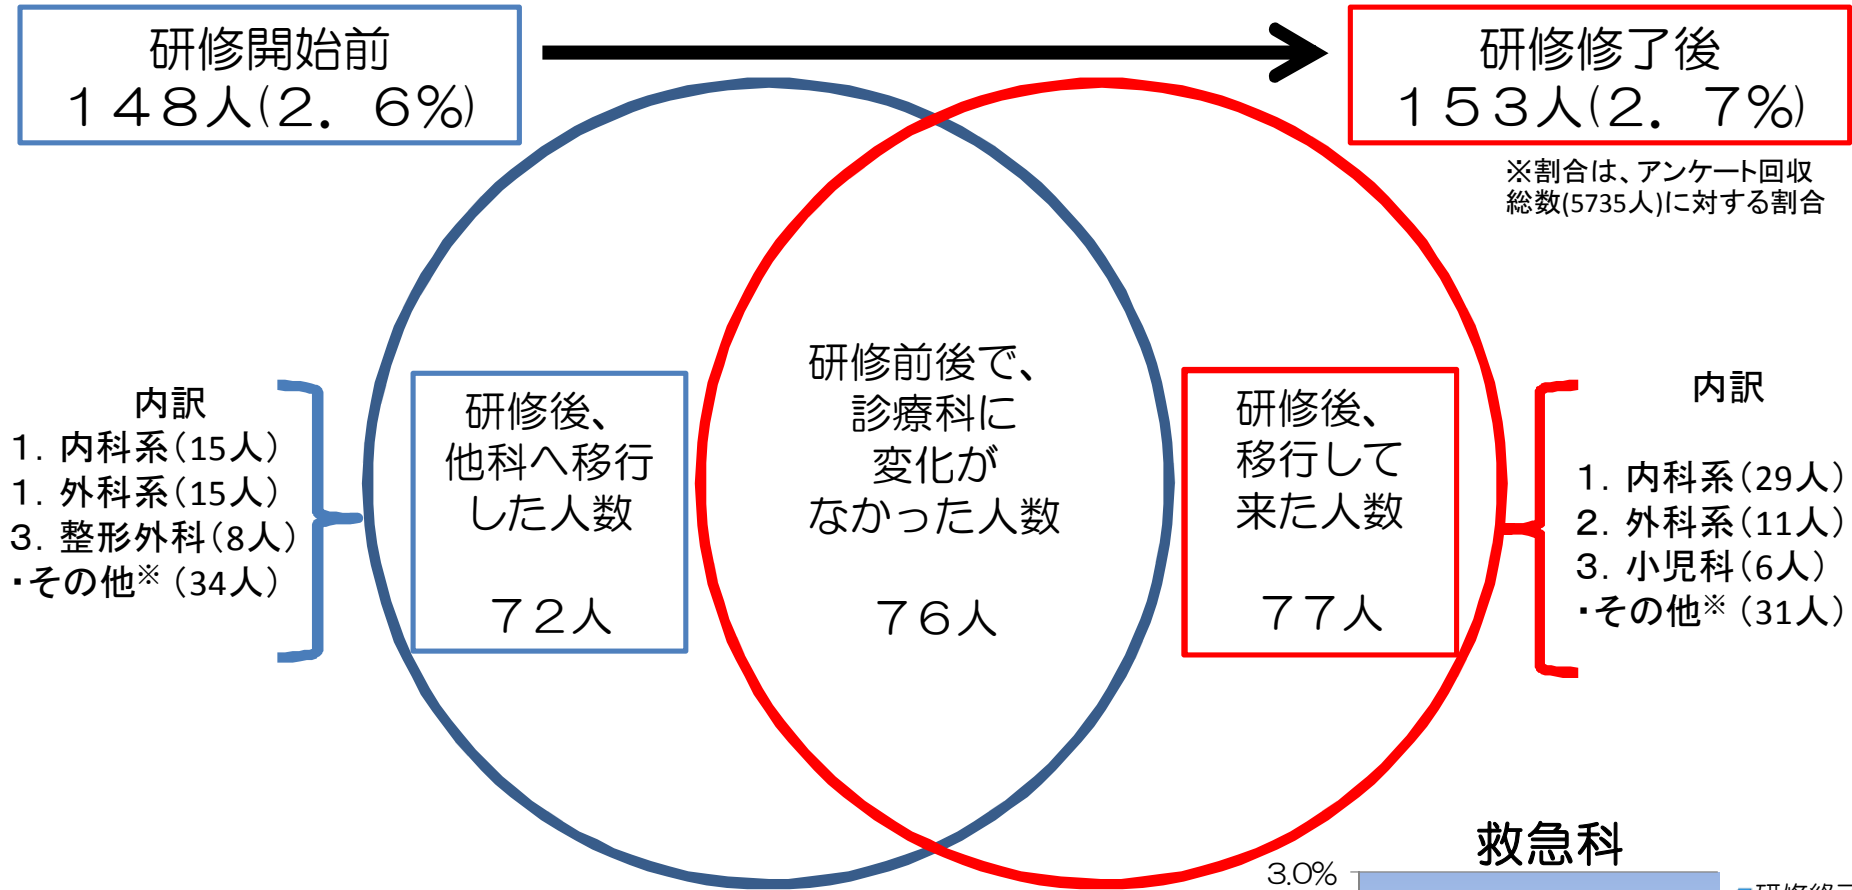 研修開始前
１４８人(２．６%)
研修修了後
１５３人(２．７%)
※割合は、アンケート回収
総数(5735人)に対する割合
内訳
１．内科系(15人)
１．外科系(15人)
３．整形外科(8人)
・その他※ (34人)
研修後、
他科へ移行
した人数
７２人
研修前後で、
診療科に
変化が
なかった人数
７６人
研修後、
移行して
来た人数
７７人
内訳
１．内科系(29人)
２．外科系(11人)
３．小児科(6人)
・その他※ (31人)
救急科
3.0%